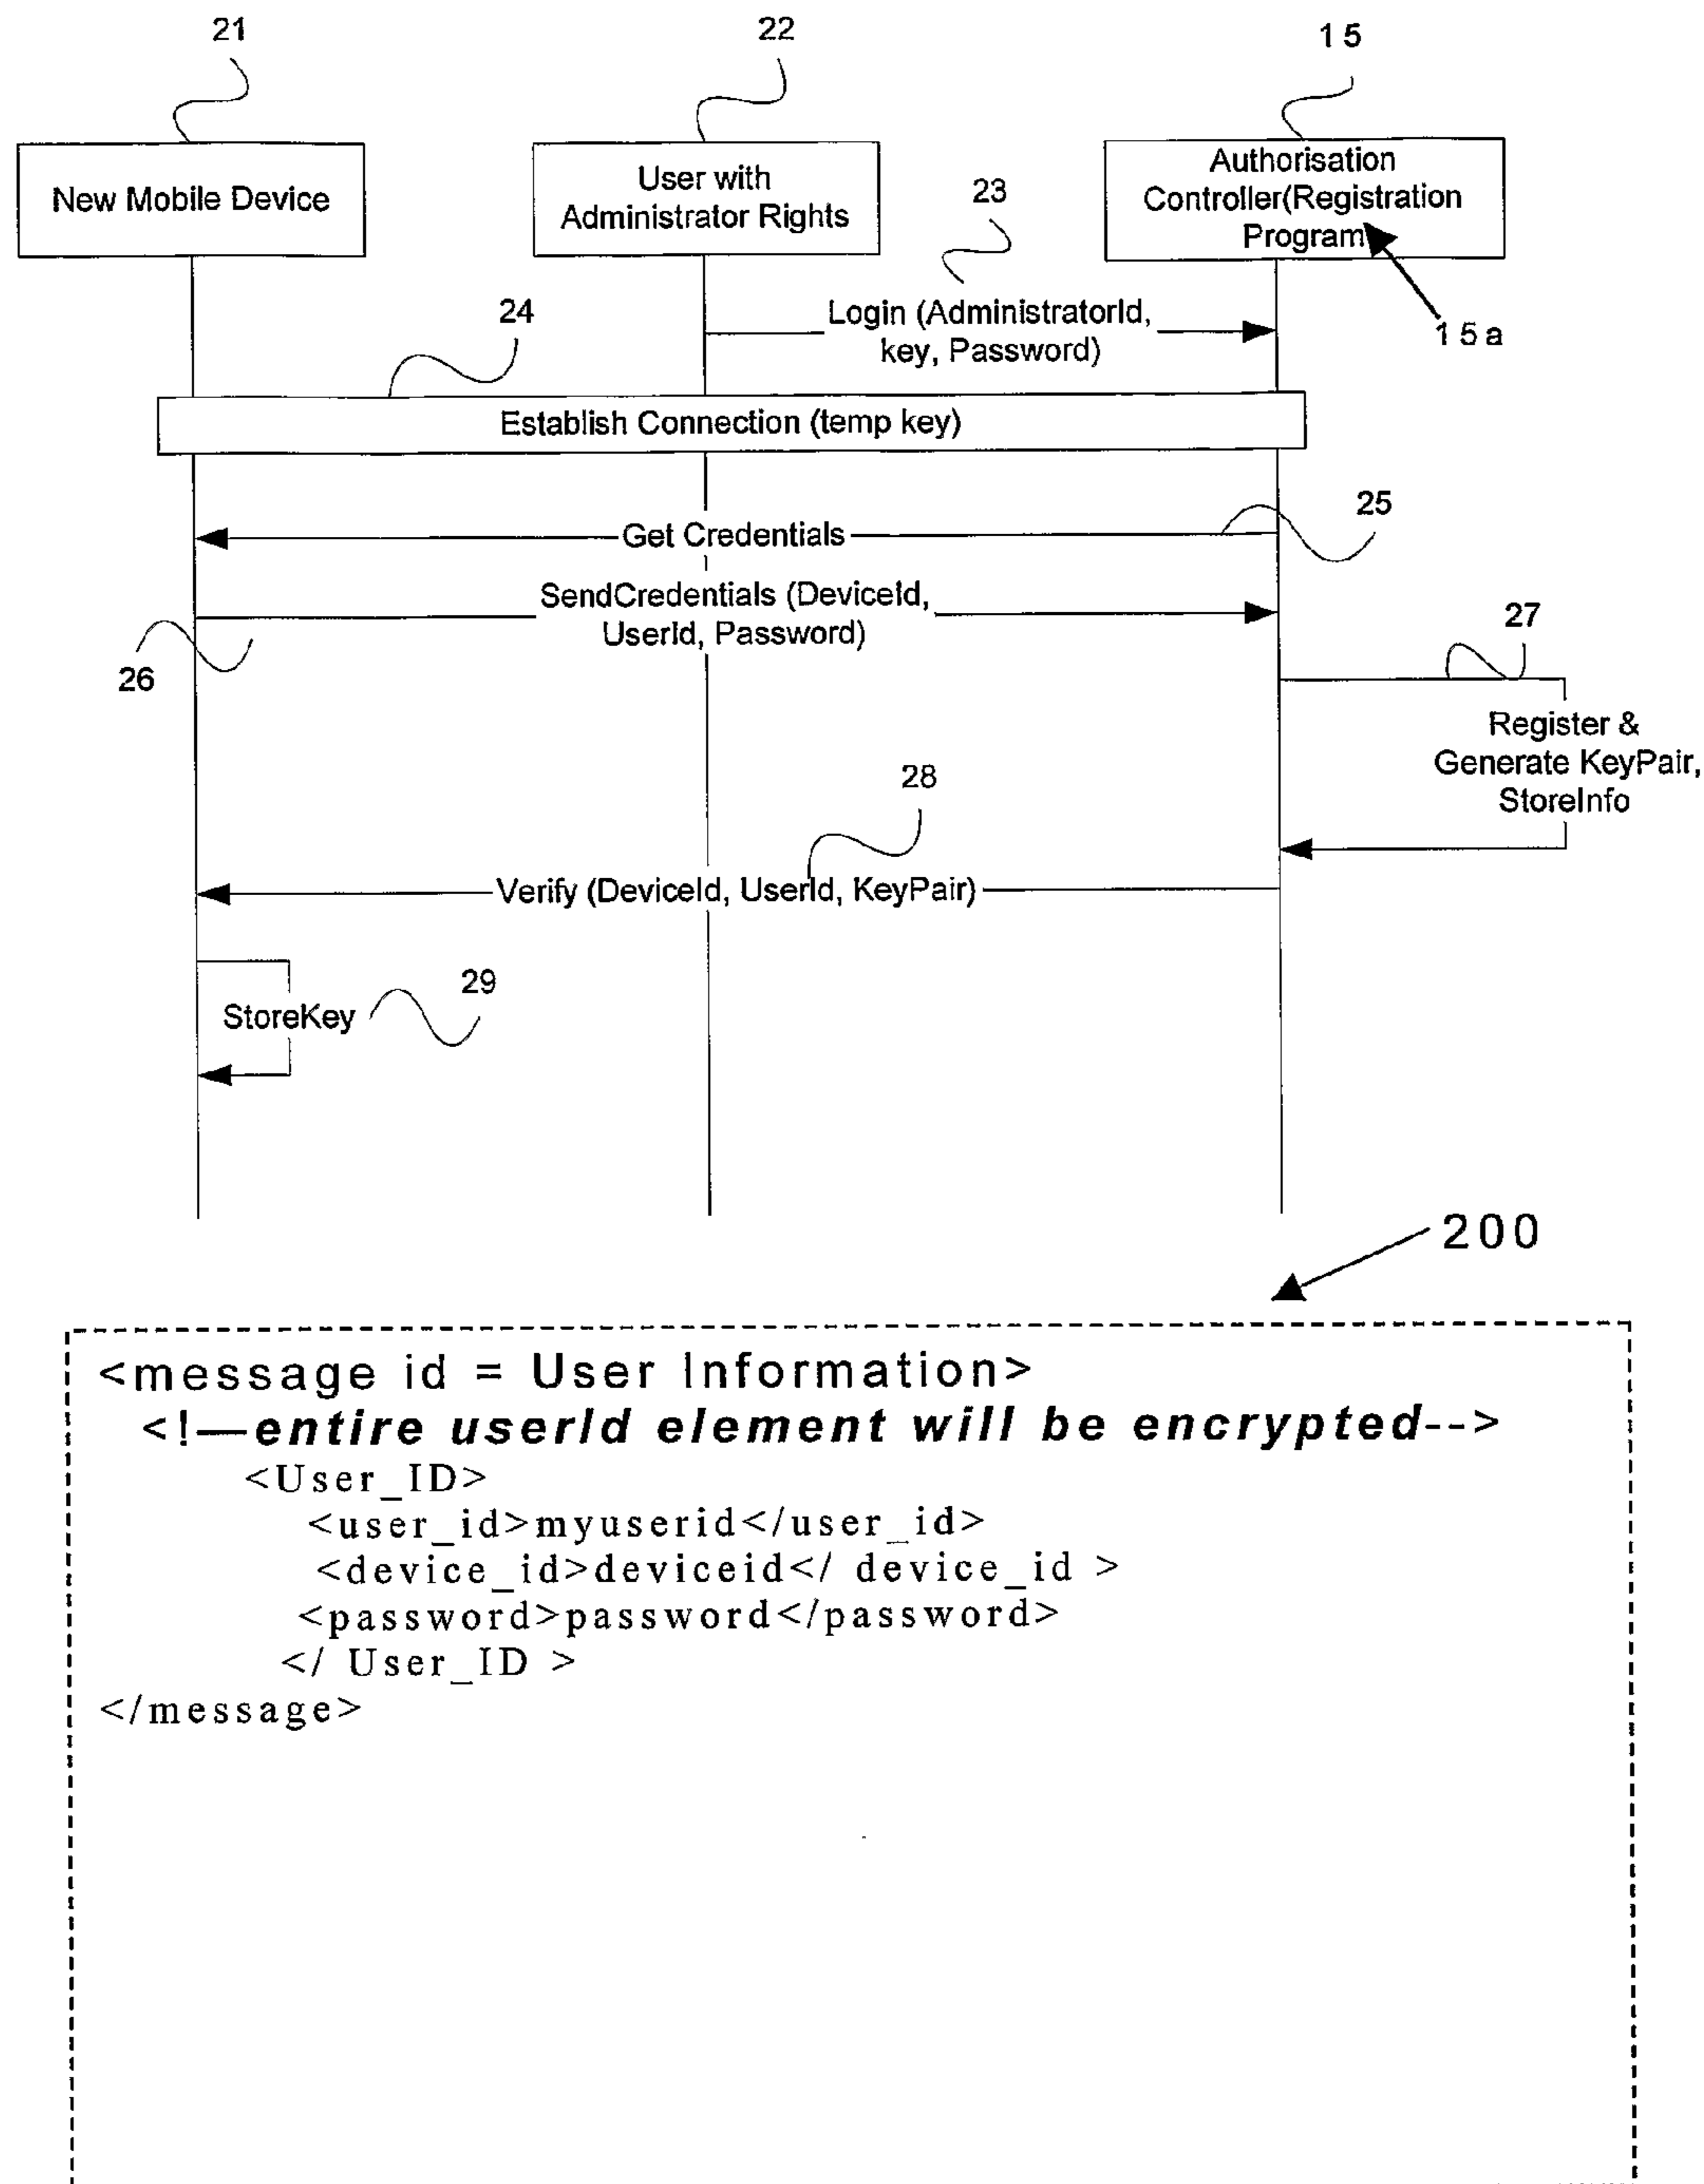 21
22
15
New Mobile Device
User with
Administrator Rights
Authorisation
Controller(Registration
Program
15a
23
Login (AdministratorId,
key, Password)
24
Establish Connection (temp key)
25
Get Credentials
SendCredentials (DeviceId,
UserId, Password)
26
27
Register &
Generate KeyPair,
StoreInfo
28
Verify (DeviceId, UserId, KeyPair)
29
StoreKey
200
<message id = User Information>
<!—entire userId element will be encrypted-->
<User_ID>
<user_id>myuserid</user_id>
<device_id>deviceid</ device_id >
<password>password</password>
</ User_ID >
</message>